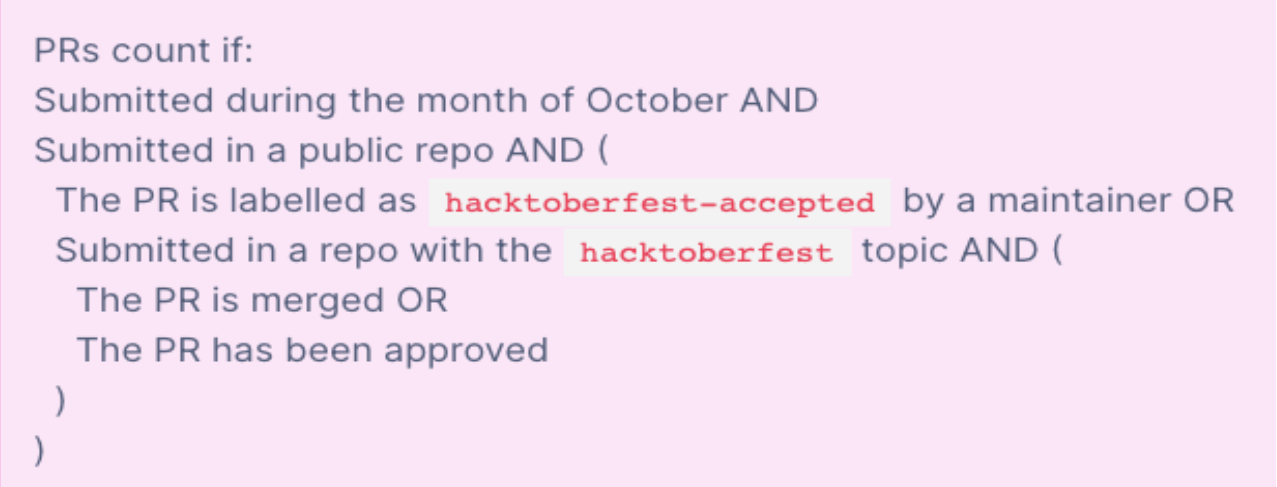 PRs count if:
Submitted during the month of October AND
Submitted in a public repo AND (
The PR is labelled as hacktoberfest-accepted by a maintainer OR
Submitted in a repo with the hacktoberfest topic AND (
The PR is merged OR
The PR has been approved
)
)